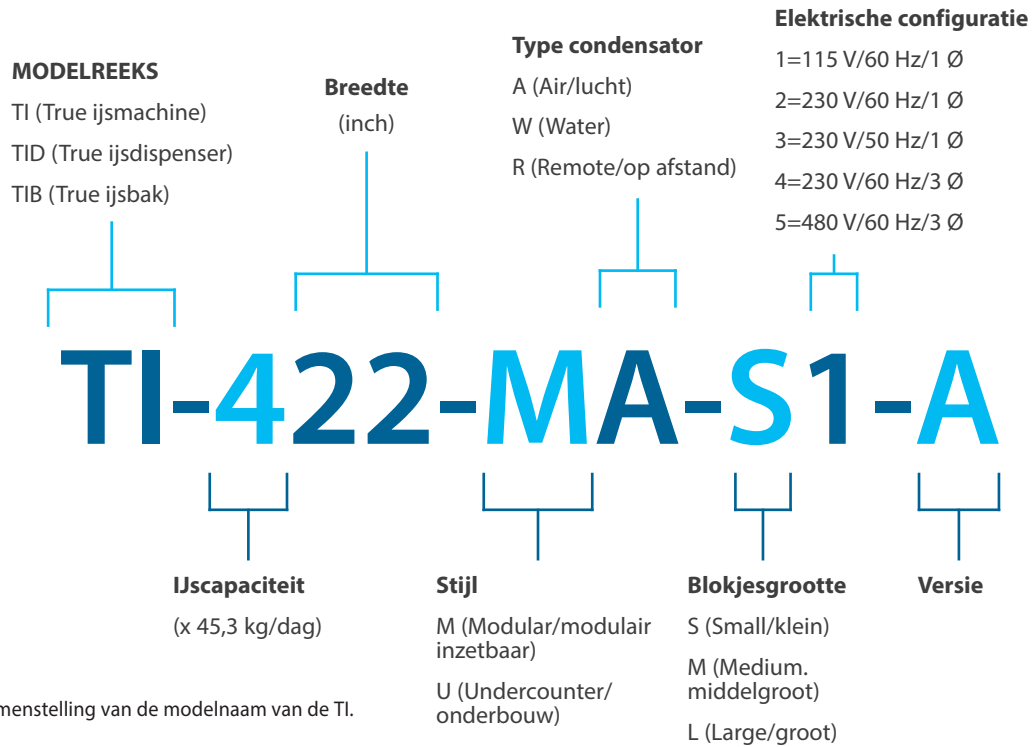 MODELREEKS
TI (True ijsmachine)
TID (True ijsdispenser)
TIB (True ijsbak)
Breedte
(inch)
Type condensator
A (Air/lucht)
W (Water)
R (Remote/op afstand)
Elektrische configuratie
1=115 V/60 Hz/1 Ø
2=230 V/60 Hz/1 Ø
3=230 V/50 Hz/1 Ø
4=230 V/60 Hz/3 Ø
5=480 V/60 Hz/3 Ø
TI-422-MA-S1-A
IJscapaciteit
(x 45,3 kg/dag)
Stijl
M (Modular/modulair
inzetbaar)
U (Undercounter/
onderbouw)
Blokjesgrootte
S (Small/klein)
M (Medium.
middelgroot)
L (Large/groot)
Versie
menstelling van de modelnaam van de TI.